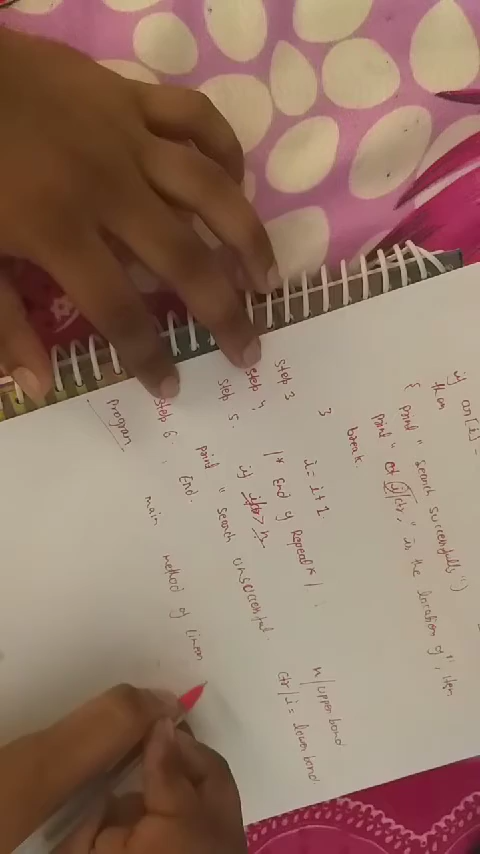 if arr[i] =
then
{ print " search successfully ")
print " at i/ctr, " is the location of ", item
break.
}
Step 3 i = i + 1.
Step 4 /* End of Repeat */
Step 5. if i/ctr > n
print " search unsuccessful.
Step 6: End.
n/upper bond
ctr/i = lower bond.
Program
main method of linear